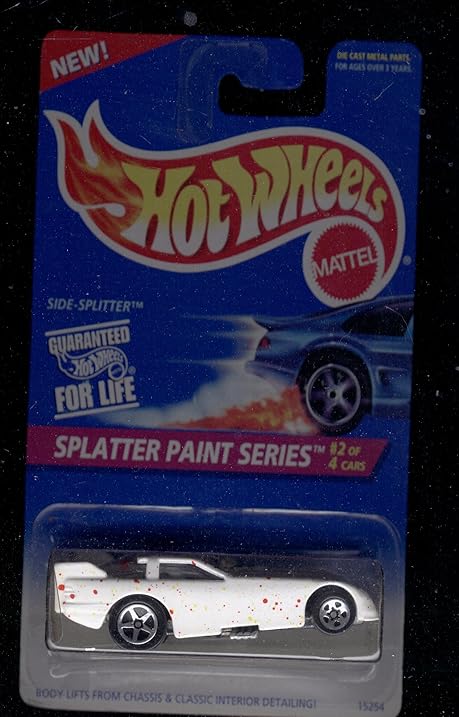 NEW!
DIE CAST METAL PARTS.
FOR AGES OVER 3 YEARS.
HOT WHEELS
®
MATTEL
SIDE-SPLITTER™
GUARANTEED
Hot Wheels
®
FOR LIFE
SPLATTER PAINT SERIES™ #2 OF
4 CARS
BODY LIFTS FROM CHASSIS & CLASSIC INTERIOR DETAILING!
15254